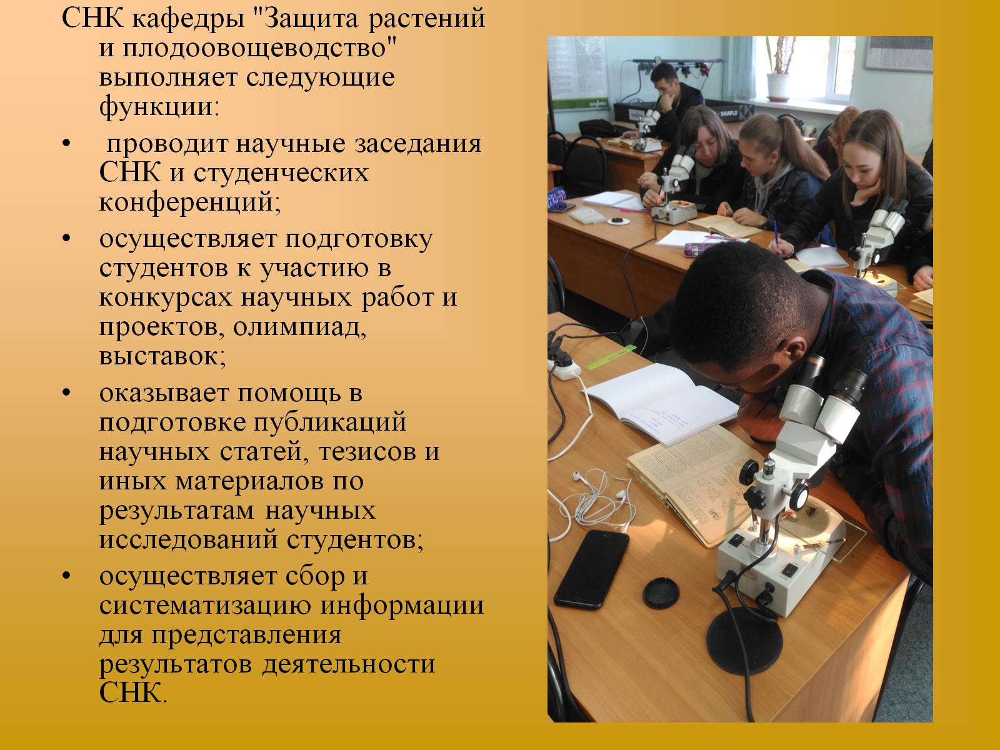 СНК кафедры "Защита растений
и плодоовощеводство"
выполняет следующие
функции:
• проводит научные заседания
СНК и студенческих
конференций;
• осуществляет подготовку
студентов к участию в
конкурсах научных работ и
проектов, олимпиад,
выставок;
• оказывает помощь в
подготовке публикаций
научных статей, тезисов и
иных материалов по
результатам научных
исследований студентов;
• осуществляет сбор и
систематизацию информации
для представления
результатов деятельности
СНК.
syngenta
SHURFLO